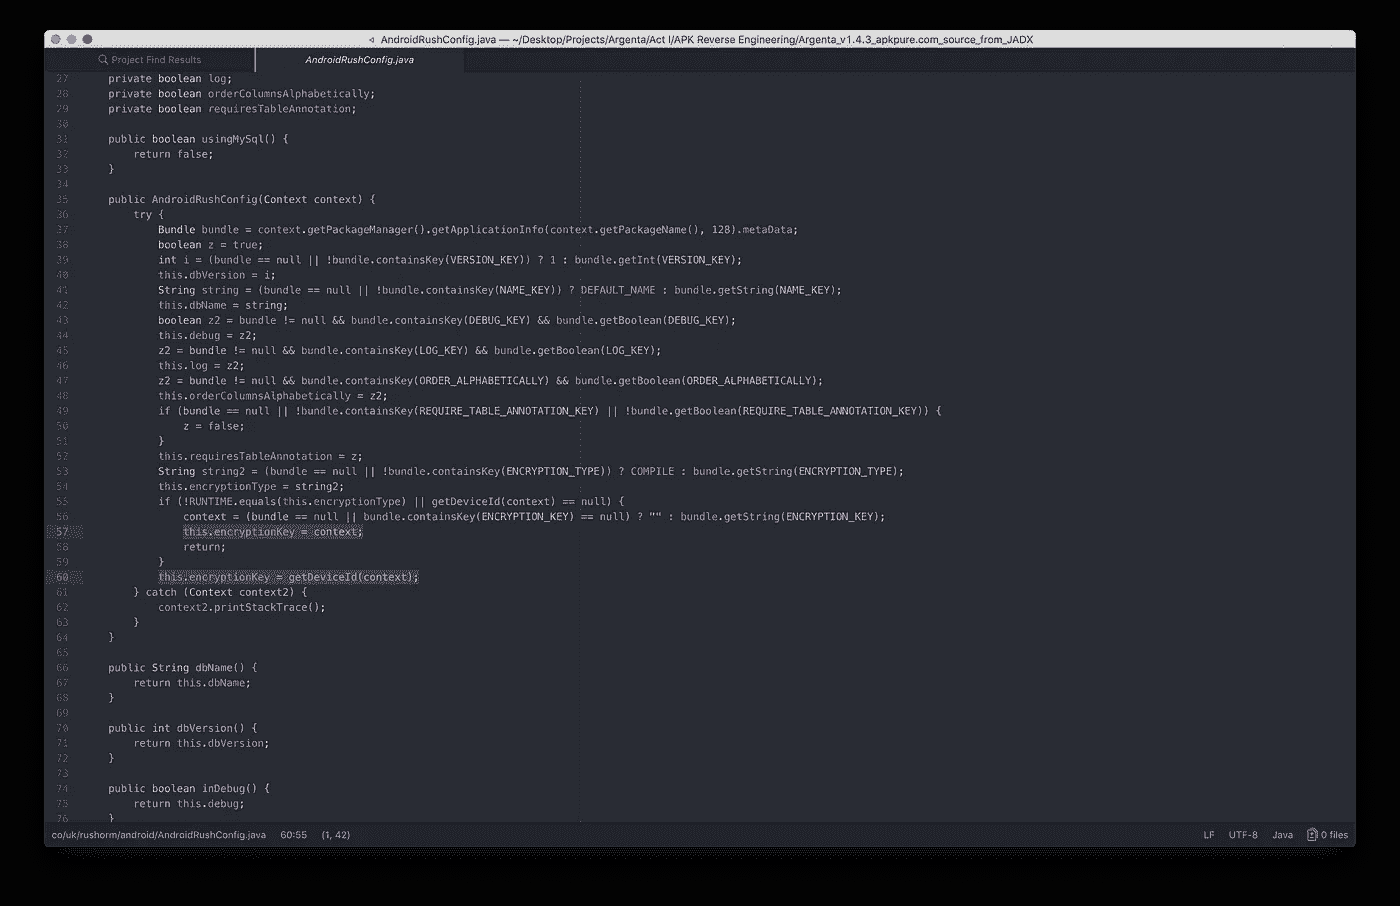 AndroidRushConfig.java — ~/Desktop/Projects/Argenta/Act I/APK Reverse Engineering/Argenta_v1.4.3_apkpure.com_source_from_JADX
Project Find Results AndroidRushConfig.java
27 private boolean log;
28 private boolean orderColumnsAlphabetically;
29 private boolean requiresTableAnnotation;
30
31 public boolean usingMySql() {
32 return false;
33 }
34
35 public AndroidRushConfig(Context context) {
36 try {
37 Bundle bundle = context.getPackageManager().getApplicationInfo(context.getPackageName(), 128).metaData;
38 boolean z = true;
39 int i = (bundle == null || !bundle.containsKey(VERSION_KEY)) ? 1 : bundle.getInt(VERSION_KEY);
40 this.dbVersion = i;
41 String string = (bundle == null || !bundle.containsKey(NAME_KEY)) ? DEFAULT_NAME : bundle.getString(NAME_KEY);
42 this.dbName = string;
43 boolean z2 = bundle != null && bundle.containsKey(DEBUG_KEY) && bundle.getBoolean(DEBUG_KEY);
44 this.debug = z2;
45 z2 = bundle != null && bundle.containsKey(LOG_KEY) && bundle.getBoolean(LOG_KEY);
46 this.log = z2;
47 z2 = bundle != null && bundle.containsKey(ORDER_ALPHABETICALLY) && bundle.getBoolean(ORDER_ALPHABETICALLY);
48 this.orderColumnsAlphabetically = z2;
49 if (bundle == null || !bundle.containsKey(REQUIRE_TABLE_ANNOTATION_KEY) || !bundle.getBoolean(REQUIRE_TABLE_ANNOTATION_KEY)) {
50 z = false;
51 }
52 this.requiresTableAnnotation = z;
53 String string2 = (bundle == null || !bundle.containsKey(ENCRYPTION_TYPE)) ? COMPILE : bundle.getString(ENCRYPTION_TYPE);
54 this.encryptionType = string2;
55 if (!RUNTIME.equals(this.encryptionType) || getDeviceId(context) == null) {
56 context = (bundle == null || bundle.containsKey(ENCRYPTION_KEY) == null) ? "" : bundle.getString(ENCRYPTION_KEY);
57 this.encryptionKey = context;
58 return;
59 }
60 this.encryptionKey = getDeviceId(context);
61 } catch (Context context2) {
62 context2.printStackTrace();
63 }
64 }
65
66 public String dbName() {
67 return this.dbName;
68 }
69
70 public int dbVersion() {
71 return this.dbVersion;
72 }
73
74 public boolean inDebug() {
75 return this.debug;
76 }
co/uk/rushorm/android/AndroidRushConfig.java 60:55 (1, 42) LF UTF-8 Java 0 files